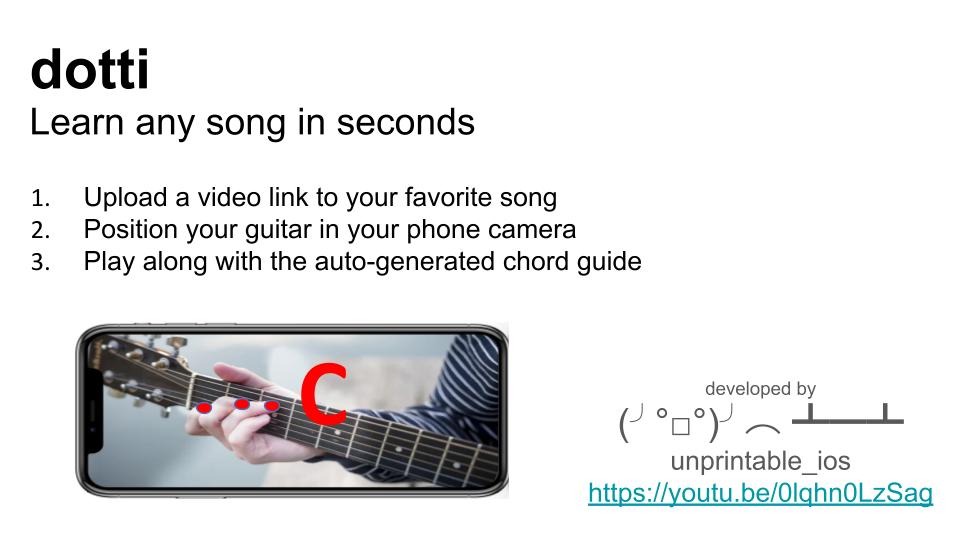 dotti
Learn any song in seconds
1. Upload a video link to your favorite song
2. Position your guitar in your phone camera
3. Play along with the auto-generated chord guide
C
developed by
(╯°□°)╯︵ ┻━┻
unprintable_ios
https://youtu.be/0lqhn0LzSag